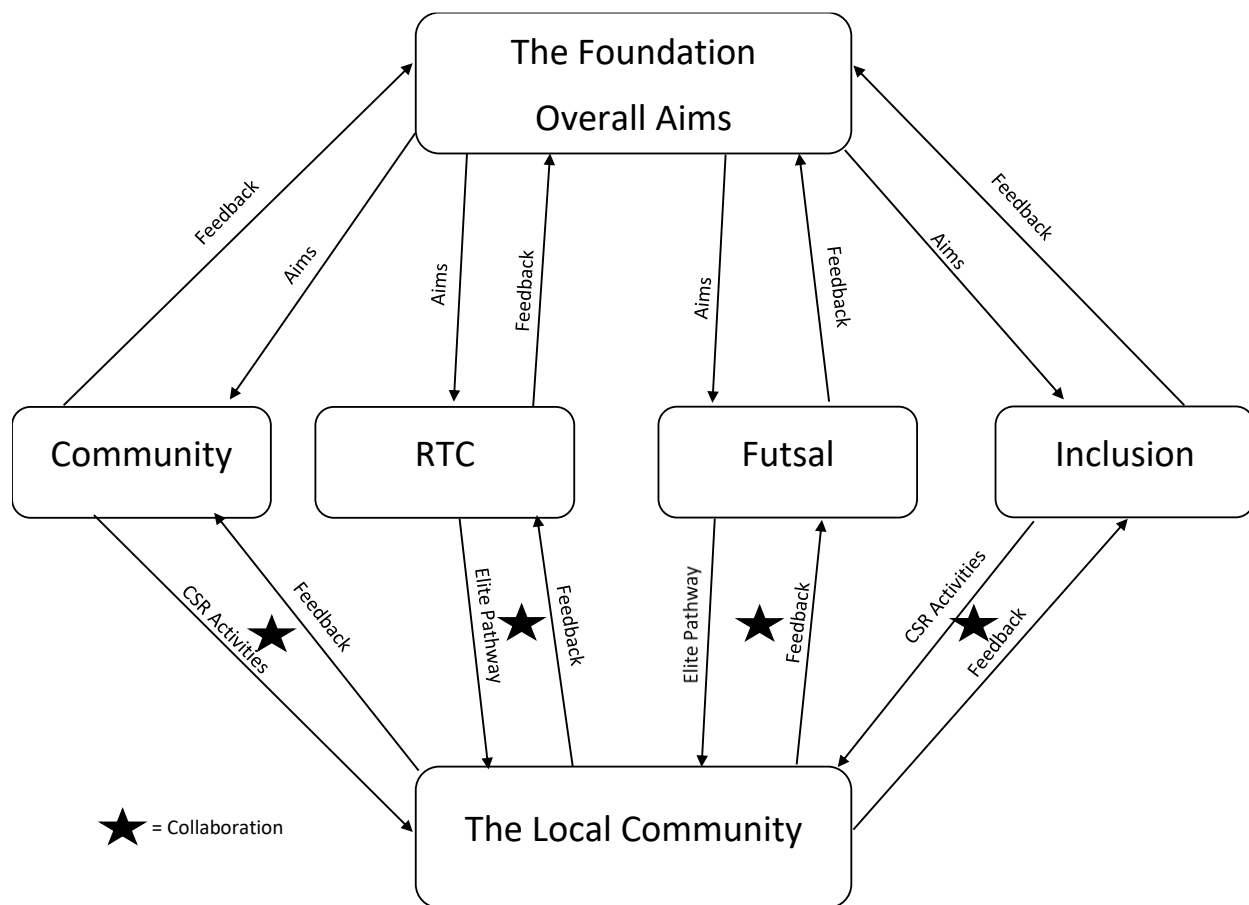 The Foundation
Overall Aims
Feedback
Aims
Aims
Feedback
Aims
Feedback
Aims
Feedback
Community
RTC
Futsal
Inclusion
CSR Activities
Feedback
Elite Pathway
Feedback
Elite Pathway
Feedback
CSR Activities
Feedback
The Local Community
= Collaboration